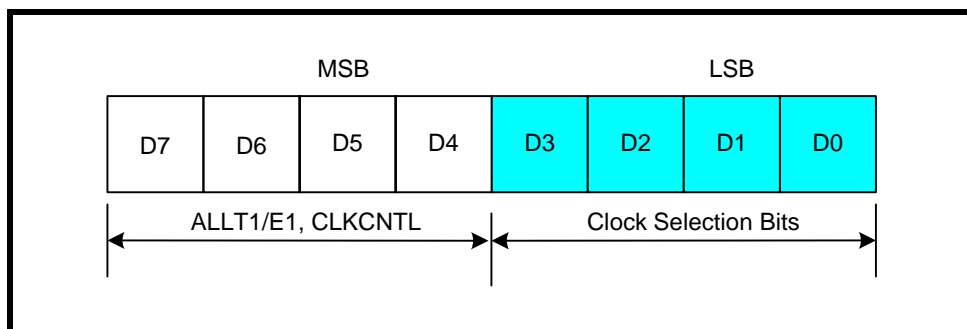 MSB LSB
D7 D6 D5 D4 D3 D2 D1 D0
ALLT1/E1, CLKCNTL Clock Selection Bits